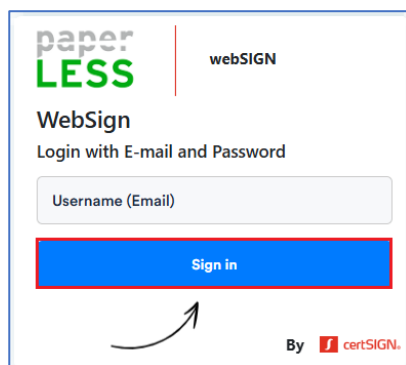 paper
LESS
webSIGN
WebSign
Login with E-mail and Password
Username (Email)
Sign in
By certSIGN®